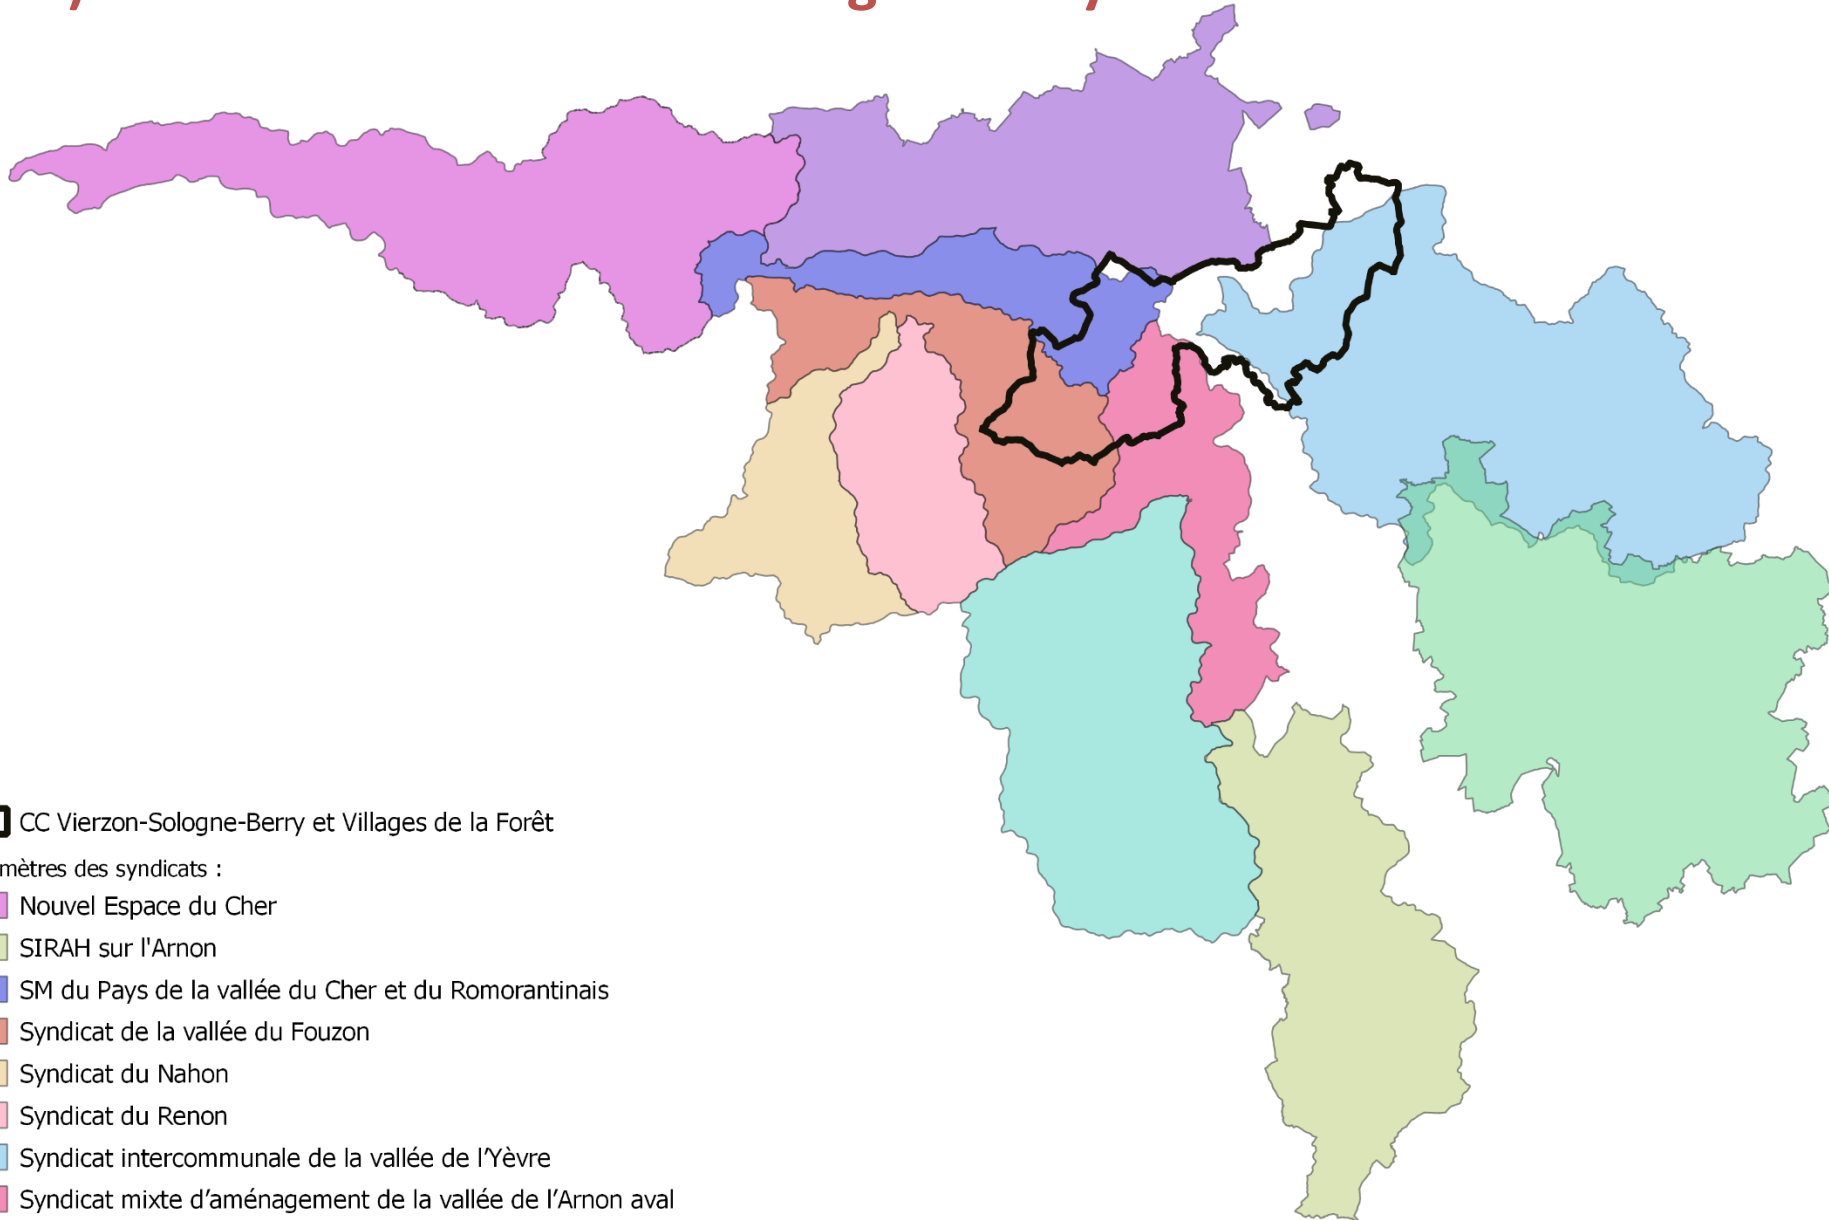 CC Vierzon-Sologne-Berry et Villages de la Forêt
mètres des syndicats :
Nouvel Espace du Cher
SIRAH sur l'Arnon
SM du Pays de la vallée du Cher et du Romorantinais
Syndicat de la vallée du Fouzon
Syndicat du Nahon
Syndicat du Renon
Syndicat intercommunale de la vallée de l'Yèvre
Syndicat mixte d'aménagement de la vallée de l'Arnon aval